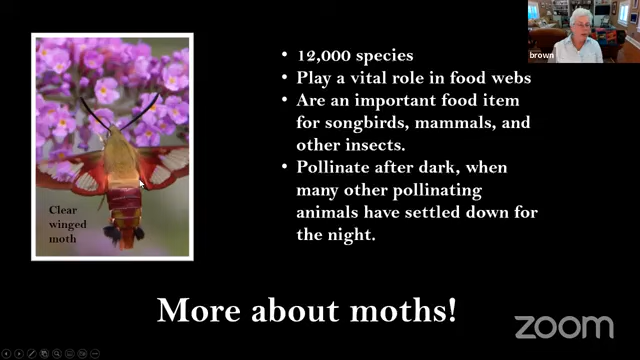 brown
• 12,000 species
• Play a vital role in food webs
• Are an important food item
for songbirds, mammals, and
other insects.
• Pollinate after dark, when
many other pollinating
animals have settled down for
the night.
Clear
winged
moth
More about moths!
zoom